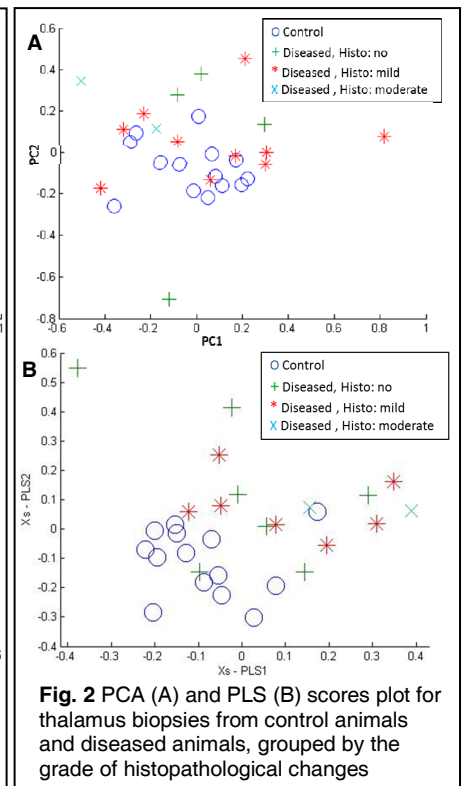 A
○ Control
+ Diseased, Histo: no
* Diseased , Histo: mild
x Diseased , Histo: moderate
PC2
0.6
0.4
0.2
0
-0.2
-0.4
-0.6
-0.8
-0.6 -0.4 -0.2 0 0.2 0.4 0.6 0.8 1
PC1
B
○ Control
+ Diseased, Histo: no
* Diseased , Histo: mild
x Diseased , Histo: moderate
Xs - PLS2
0.6
0.5
0.4
0.3
0.2
0.1
0
-0.1
-0.2
-0.3
-0.4
-0.4 -0.3 -0.2 -0.1 0 0.1 0.2 0.3 0.4
Xs - PLS1
Fig. 2 PCA (A) and PLS (B) scores plot for
thalamus biopsies from control animals
and diseased animals, grouped by the
grade of histopathological changes